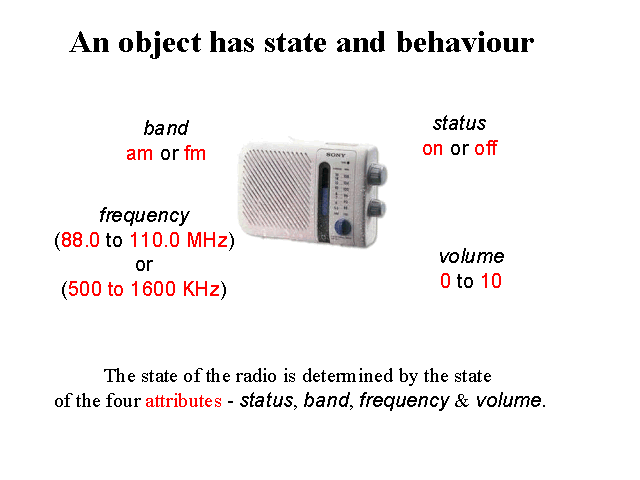 An object has state and behaviour
band
am or fm
status
on or off
SONY
frequency
(88.0 to 110.0 MHz)
or
(500 to 1600 KHz)
volume
0 to 10
The state of the radio is determined by the state
of the four attributes - status, band, frequency & volume.